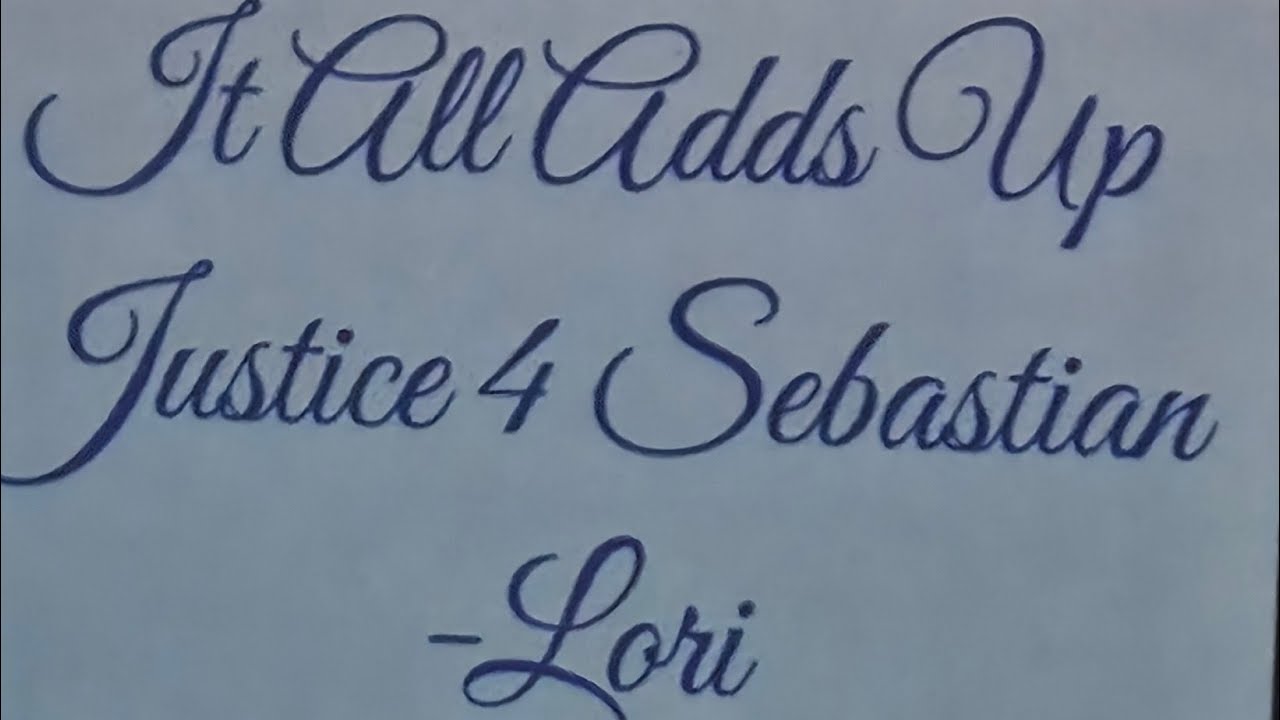 It All Adds Up
Justice 4 Sebastian
-Lori